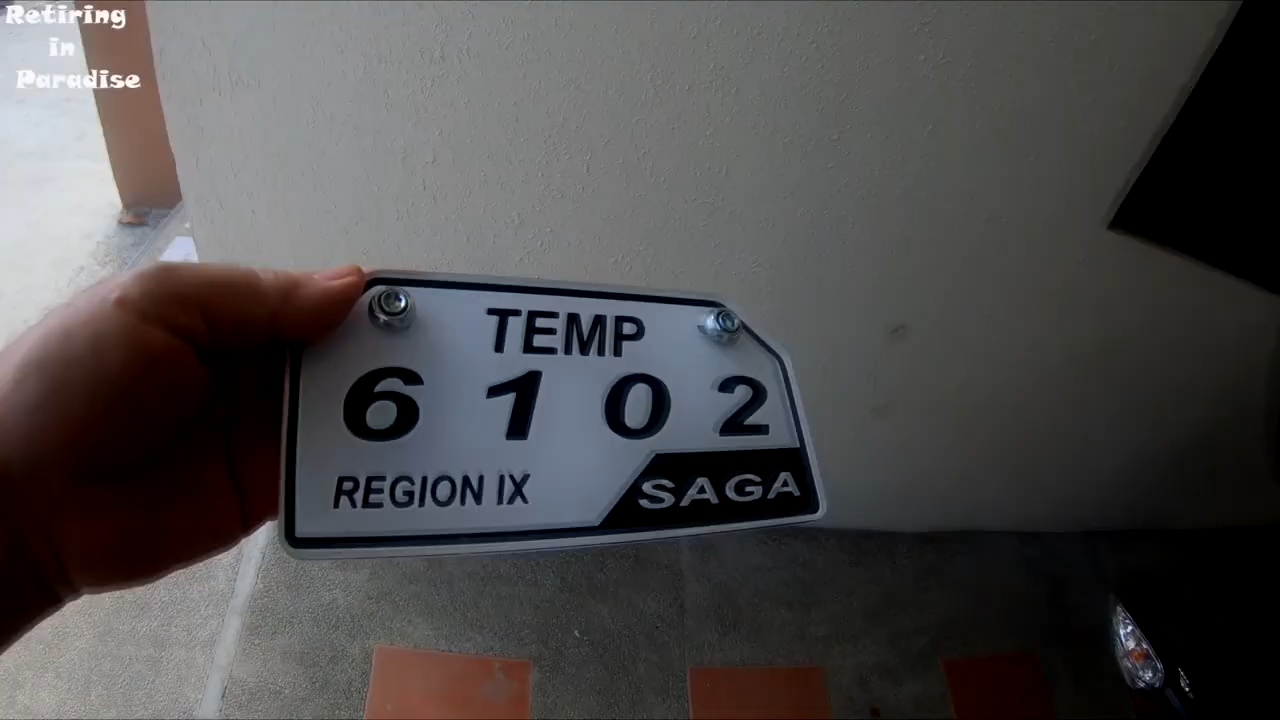 Retiring
in
Paradise
TEMP
6102
REGION IX
SAGA